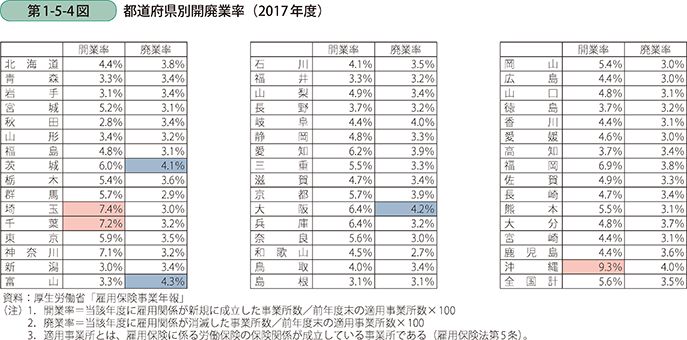 第1-5-4図 都道府県別開廃業率（2017年度）
開業率 廃業率
北海道 4.4% 3.8%
青森 3.3% 3.4%
岩手 3.1% 3.4%
宮城 5.2% 3.1%
秋田 2.8% 3.4%
山形 3.4% 3.2%
福島 4.8% 3.1%
茨城 6.0% 4.1%
栃木 5.4% 3.6%
群馬 5.7% 2.9%
埼玉 7.4% 3.0%
千葉 7.2% 3.2%
東京 5.9% 3.5%
神奈川 7.1% 3.2%
新潟 3.0% 3.4%
富山 3.3% 4.3%
開業率 廃業率
石川 4.1% 3.5%
福井 3.3% 3.2%
山梨 4.9% 3.4%
長野 3.7% 3.2%
岐阜 4.4% 4.0%
静岡 4.8% 3.3%
愛知 6.2% 3.9%
三重 5.5% 3.3%
滋賀 4.7% 3.4%
京都 5.7% 3.9%
大阪 6.4% 4.2%
兵庫 6.4% 3.2%
奈良 5.6% 3.0%
和歌山 4.5% 2.7%
鳥取 4.0% 3.4%
島根 3.1% 3.1%
開業率 廃業率
岡山 5.4% 3.0%
広島 4.4% 3.0%
山口 4.8% 3.1%
徳島 3.7% 3.2%
香川 4.4% 3.1%
愛媛 4.6% 3.0%
高知 3.7% 3.4%
福岡 6.9% 3.8%
佐賀 4.9% 3.3%
長崎 4.7% 3.4%
熊本 5.5% 3.1%
大分 4.8% 3.7%
宮崎 4.4% 3.1%
鹿児島 4.4% 3.6%
沖縄 9.3% 4.0%
全国計 5.6% 3.5%
資料：厚生労働省「雇用保険事業年報」
（注）1. 開業率＝当該年度に雇用関係が新規に成立した事業所数／前年度末の適用事業所数×100
2. 廃業率＝当該年度に雇用関係が消滅した事業所数／前年度末の適用事業所数×100
3. 適用事業所とは、雇用保険に係る労働保険の保険関係が成立している事業所である（雇用保険法第5条）。